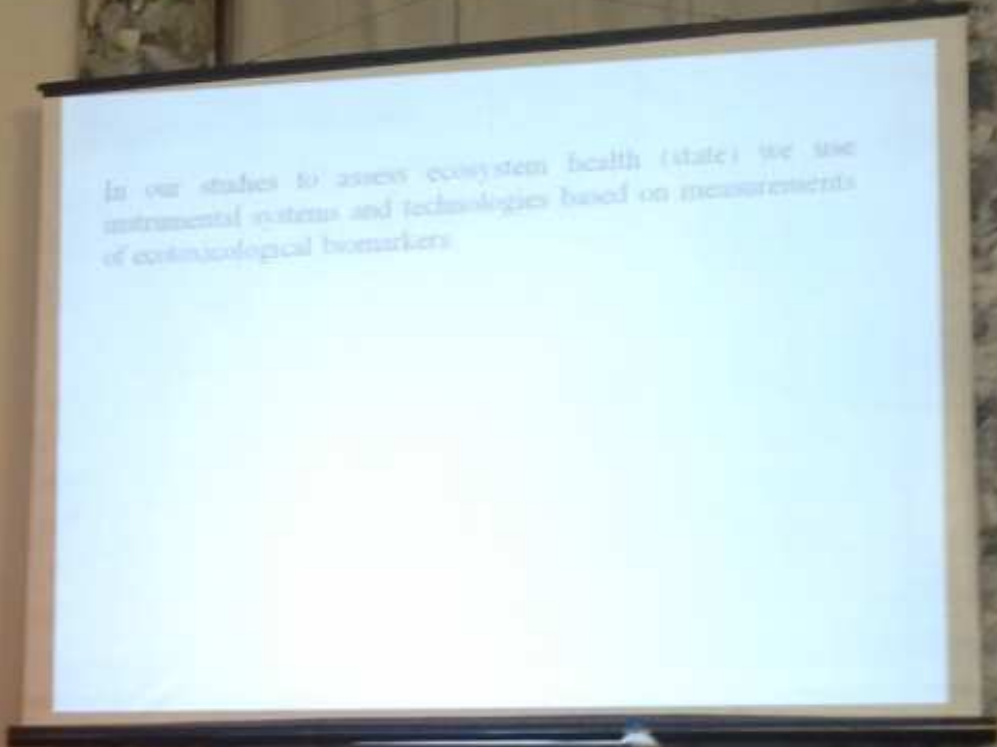 In our studies to assess ecosystem health (state) we use
instrumental systems and technologies based on measurements
of ecotoxicological biomarkers